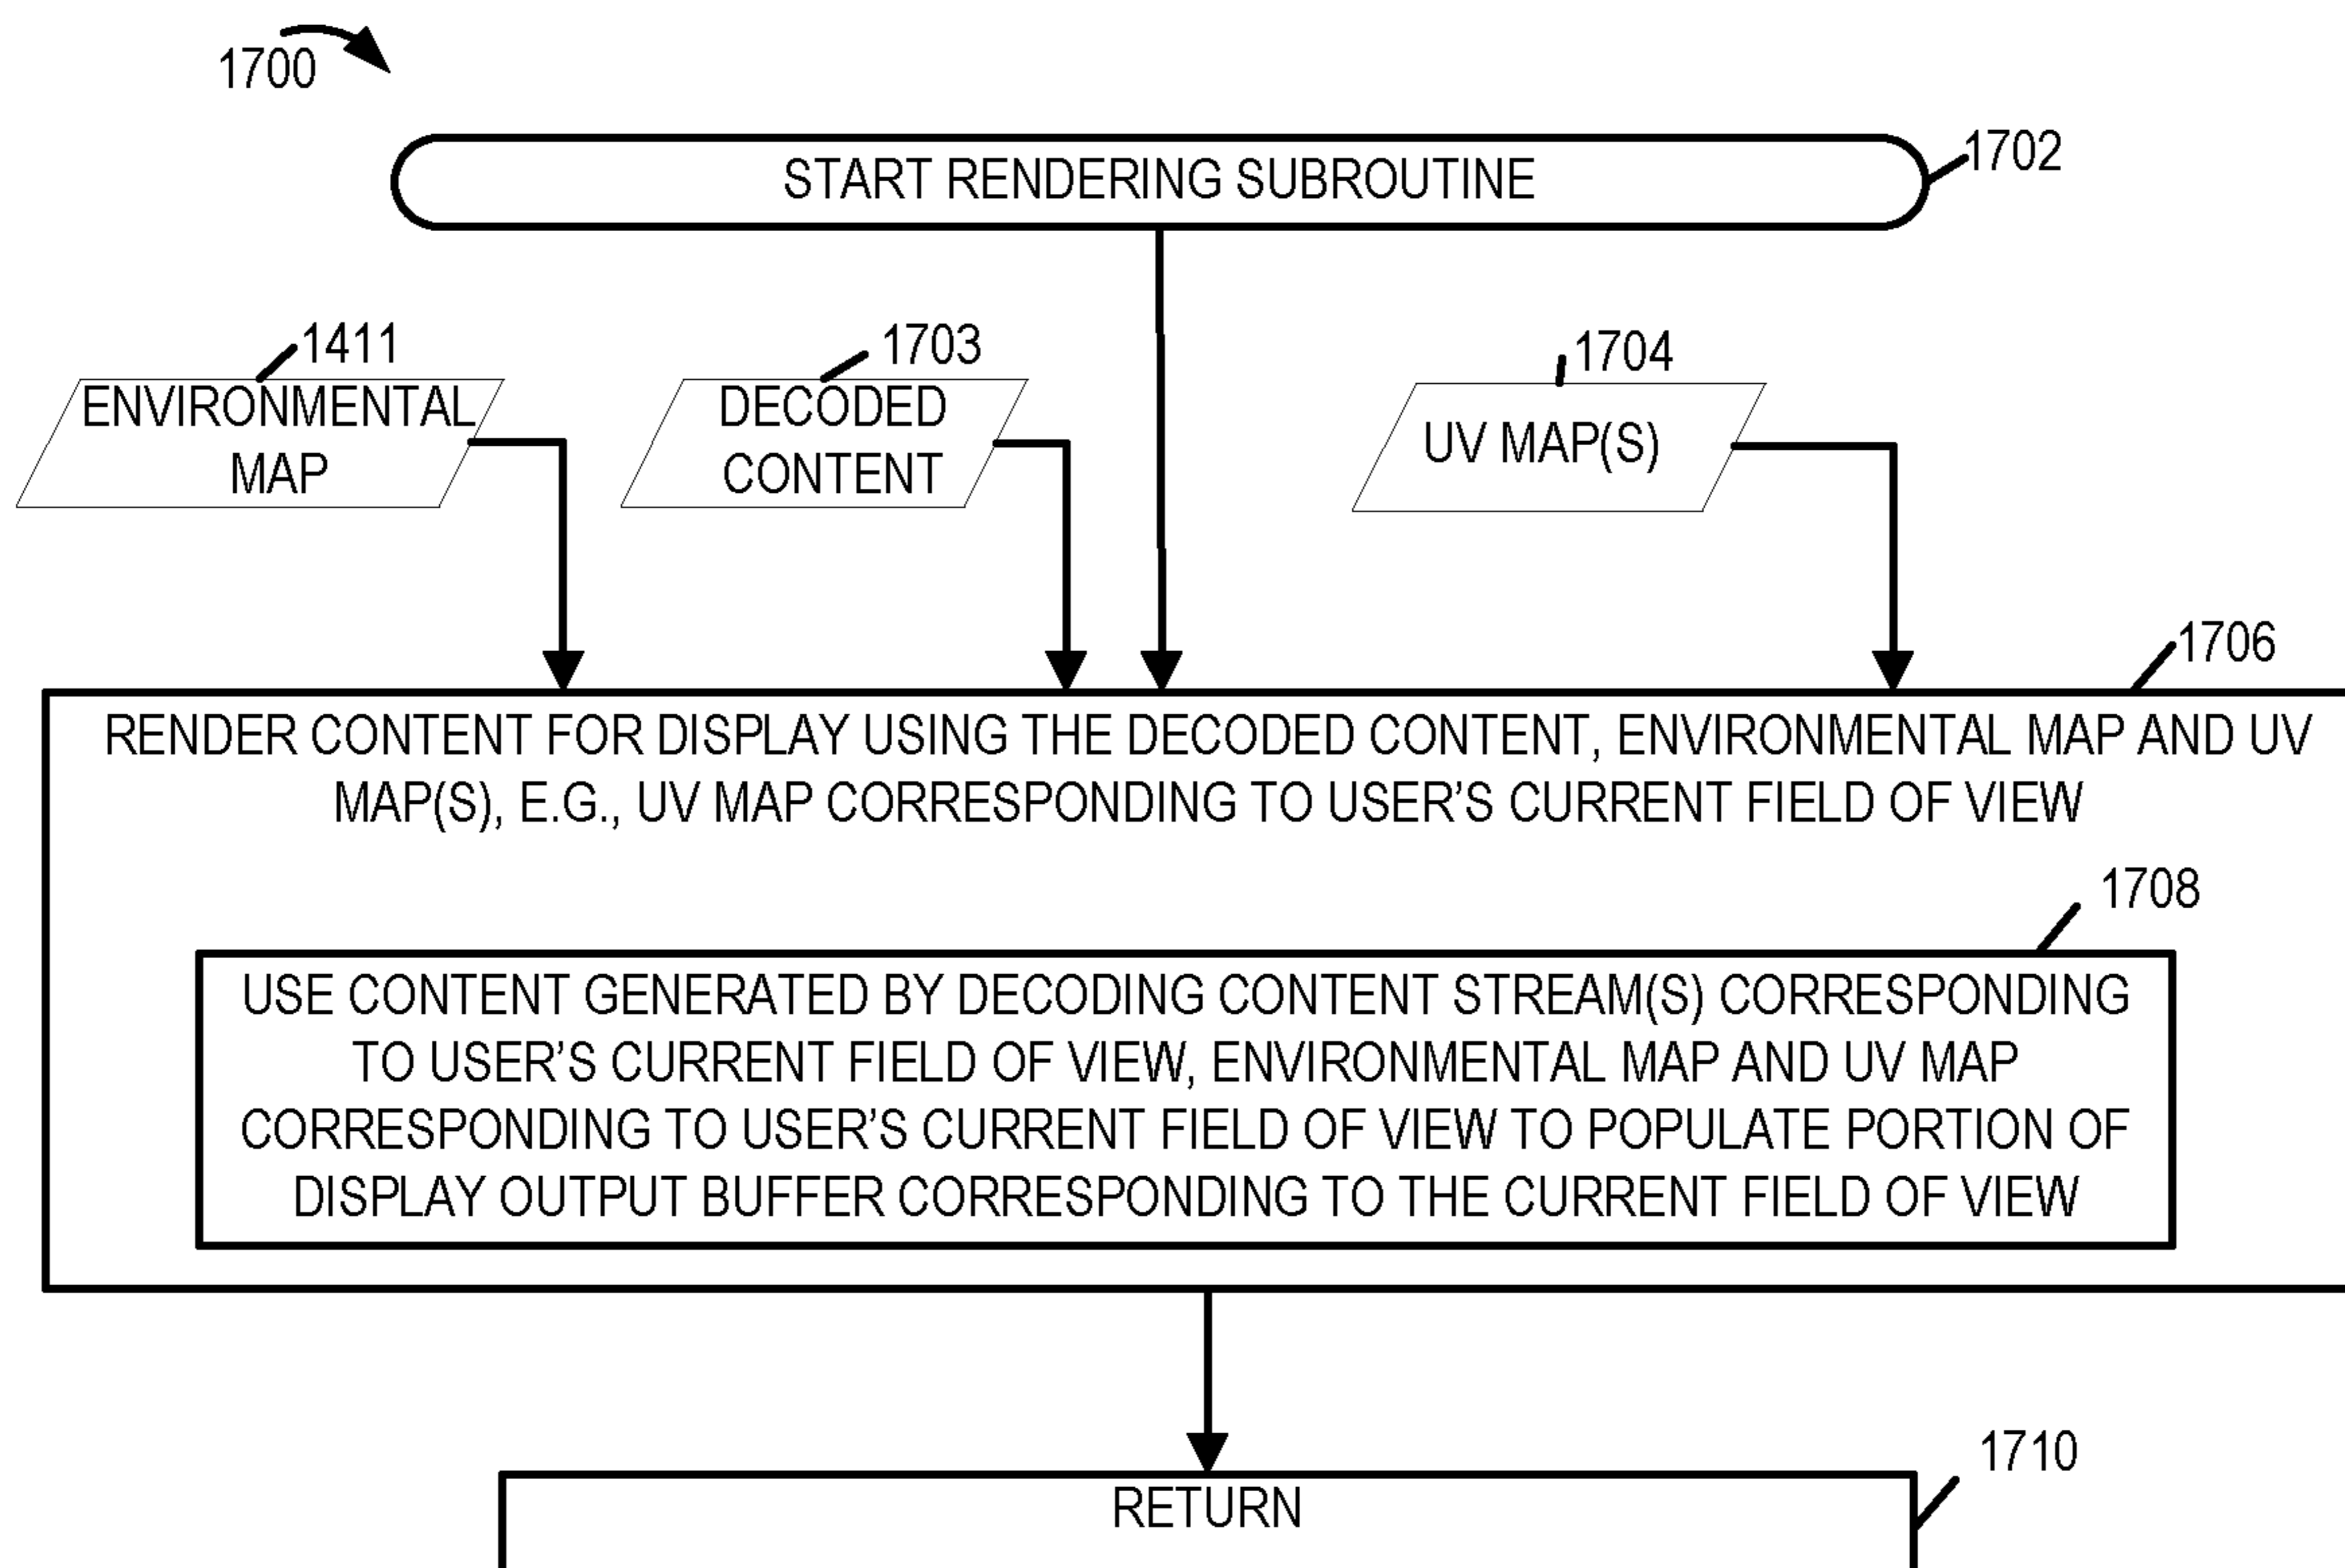 1700
START RENDERING SUBROUTINE
1702
1411
1703
1704
ENVIRONMENTAL
MAP
DECODED
CONTENT
UV MAP(S)
1706
RENDER CONTENT FOR DISPLAY USING THE DECODED CONTENT, ENVIRONMENTAL MAP AND UV
MAP(S), E.G., UV MAP CORRESPONDING TO USER'S CURRENT FIELD OF VIEW
1708
USE CONTENT GENERATED BY DECODING CONTENT STREAM(S) CORRESPONDING
TO USER'S CURRENT FIELD OF VIEW, ENVIRONMENTAL MAP AND UV MAP
CORRESPONDING TO USER'S CURRENT FIELD OF VIEW TO POPULATE PORTION OF
DISPLAY OUTPUT BUFFER CORRESPONDING TO THE CURRENT FIELD OF VIEW
1710
RETURN